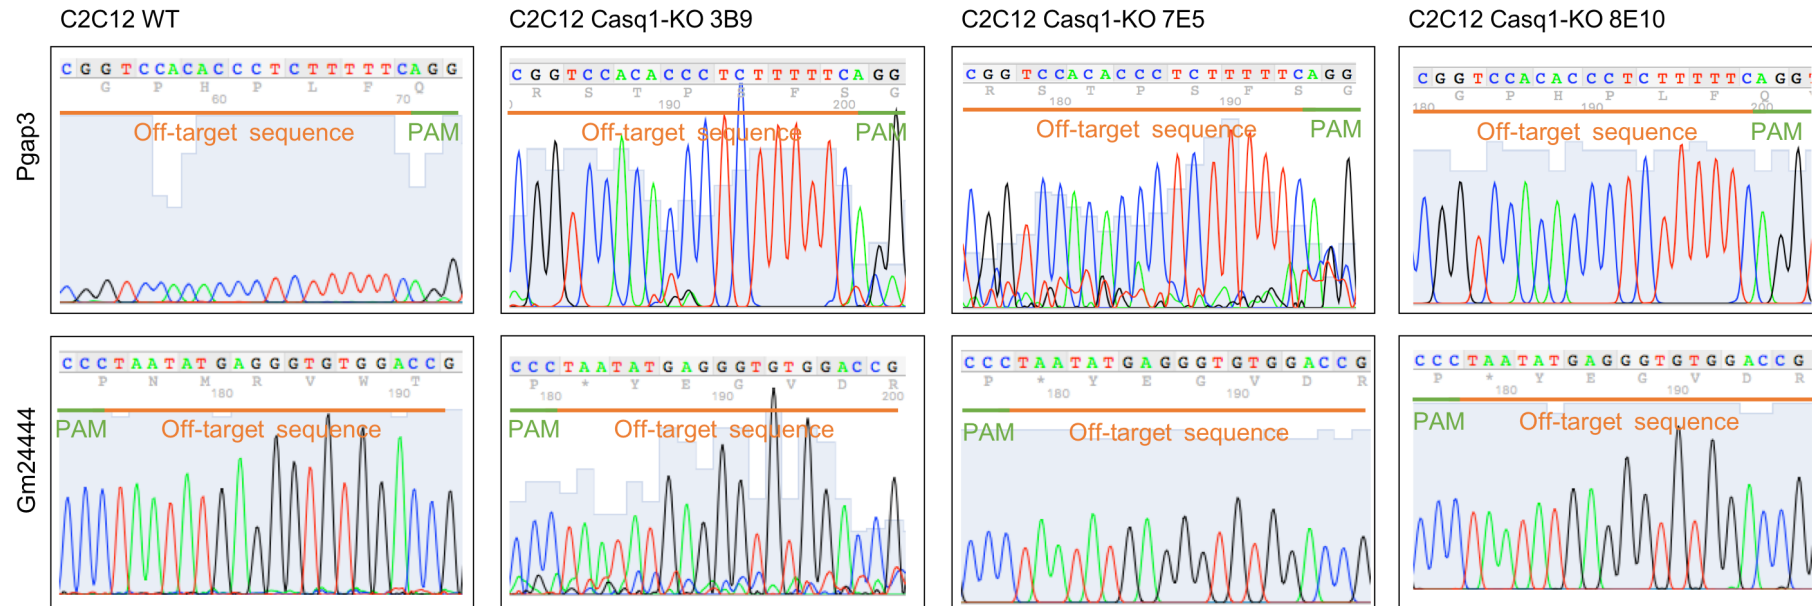 C2C12 WT
C2C12 Casq1-KO 3B9
C2C12 Casq1-KO 7E5
C2C12 Casq1-KO 8E10
Pgap3
CGGTCCACACCCTCTTTTTCAGG
G P H P L F Q
60 70
Off-target sequence PAM
CGGTCCACACCCTCTTTTTCAGG
R S T P F S G
190 200
Off-target sequence PAM
CGGTCCACACCCTCTTTTTCAGG
R S T P S F S G
180 190
Off-target sequence PAM
CGGTCCACACCCTCTTTTTCAGG
G P H P L F Q
180 190 200
Off-target sequence PAM
Gm24444
CCCTAATATGAGGGTGTGGACCG
P N M R V W T
180 190
PAM Off-target sequence
CCCTAATATGAGGGTGTGGACCG
P * Y E G V D R
180 190 200
PAM Off-target sequence
CCCTAATATGAGGGTGTGGACCG
P * Y E G V D R
180 190
PAM Off-target sequence
CCCTAATATGAGGGTGTGGACCG
P * Y E G V D R
180 190
PAM Off-target sequence